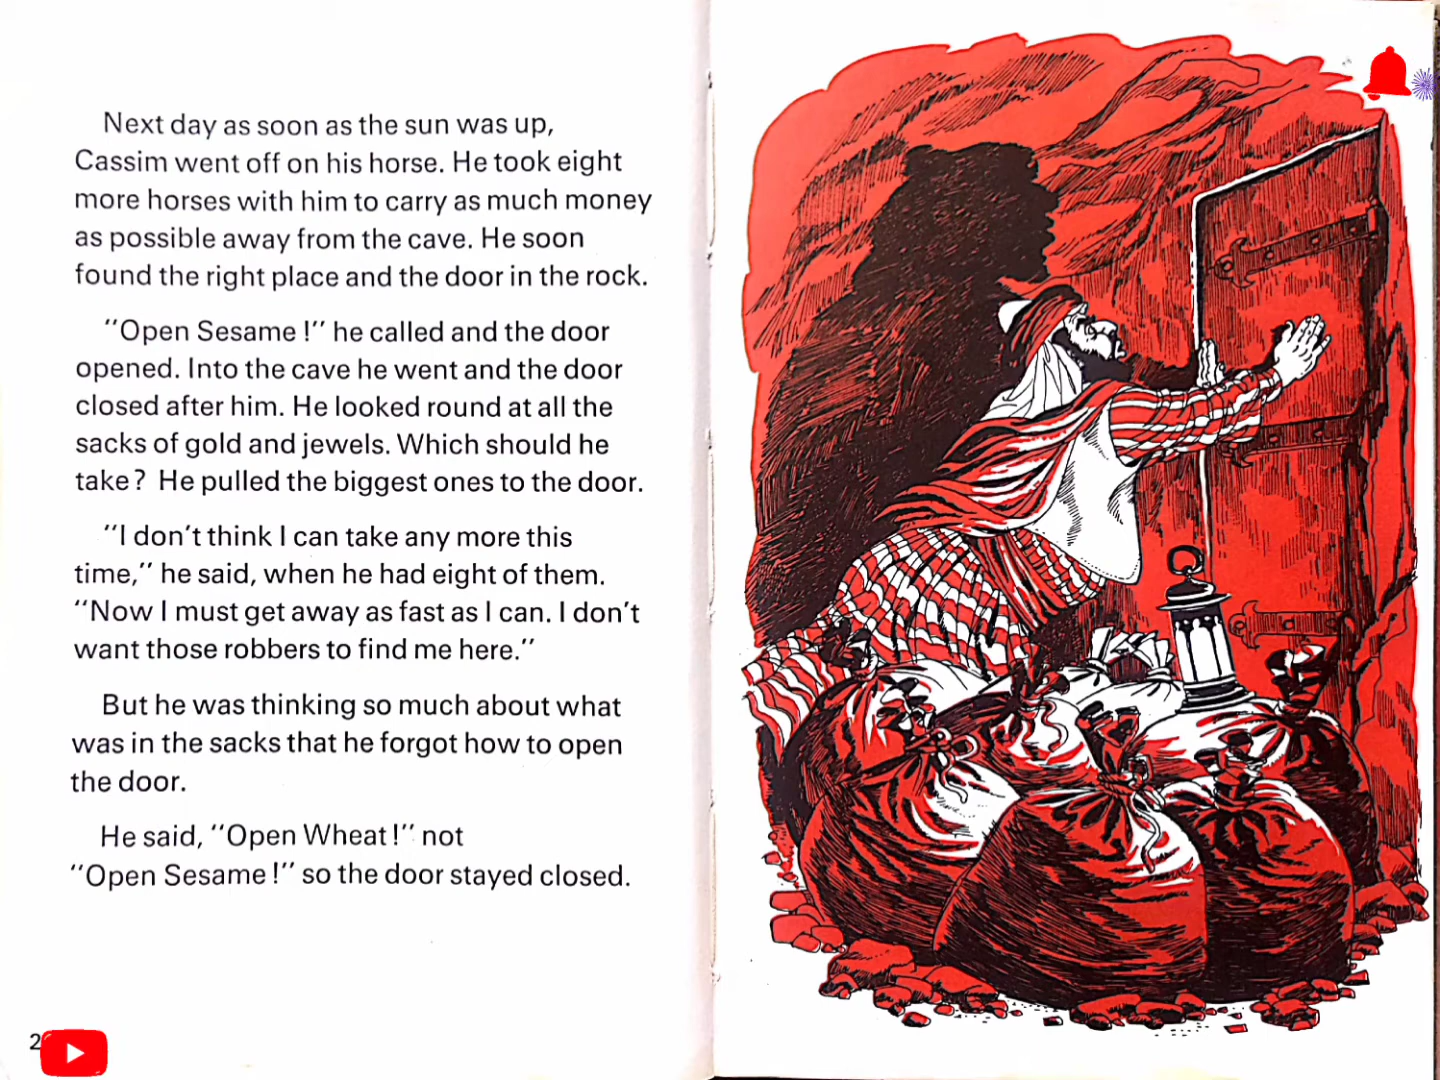 Next day as soon as the sun was up,
Cassim went off on his horse. He took eight
more horses with him to carry as much money
as possible away from the cave. He soon
found the right place and the door in the rock.
"Open Sesame !" he called and the door
opened. Into the cave he went and the door
closed after him. He looked round at all the
sacks of gold and jewels. Which should he
take? He pulled the biggest ones to the door.
"I don't think I can take any more this
time," he said, when he had eight of them.
"Now I must get away as fast as I can. I don't
want those robbers to find me here."
But he was thinking so much about what
was in the sacks that he forgot how to open
the door.
He said, "Open Wheat !" not
"Open Sesame !" so the door stayed closed.